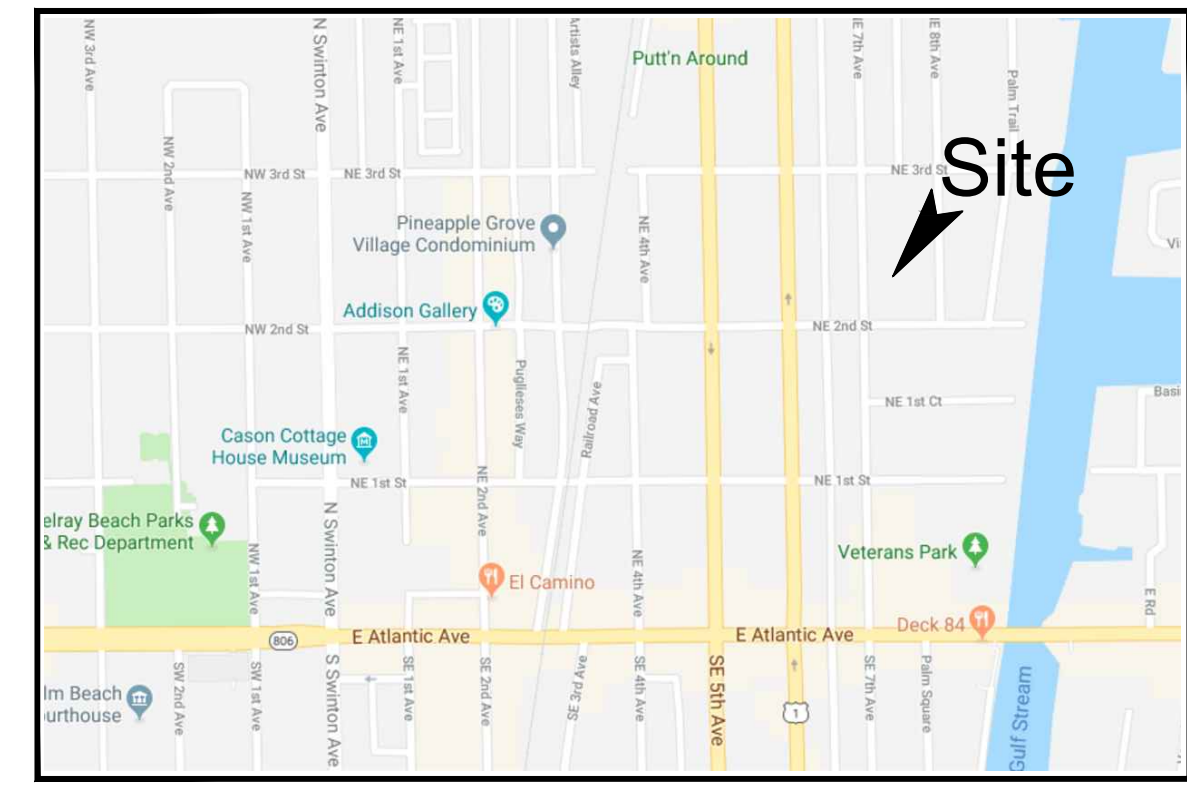 NW 3rd Ave
N Swinton Ave
NE 1st Ave
Artists Alley
Putt'n Around
NE 7th Ave
NE 8th Ave
Palm Trail
NW 2nd Ave
NW 3rd St
NE 3rd St
NE 3rd St
Site
NW 1st Ave
Pineapple Grove
Village Condominium
NE 4th Ave
Addison Gallery
NW 2nd St
NE 2nd St
NE 1st Ave
Puglieses Way
Railroad Ave
NE 1st Ct
Basi
Cason Cottage
House Museum
NE 1st St
NE 1st St
NE 2nd Ave
N Swinton Ave
elray Beach Parks
& Rec Department
NW 1st Ave
NE 4th Ave
Veterans Park
El Camino
E Rd
806
E Atlantic Ave
E Atlantic Ave
Deck 84
SW 2nd Ave
SW 1st Ave
S Swinton Ave
SE 1st Ave
SE 2nd Ave
SE 3rd Ave
SE 4th Ave
SE 5th Ave
SE 7th Ave
Palm Square
Gulf Stream
lm Beach
urthouse
1